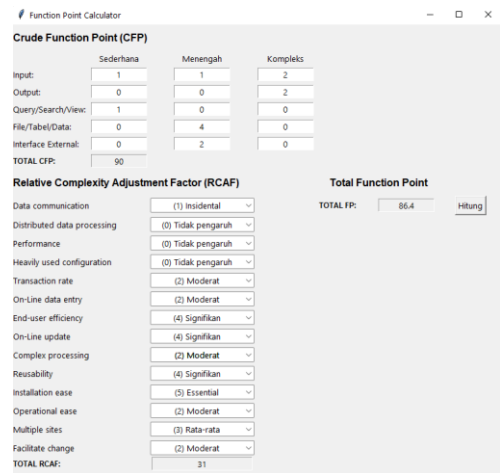 Function Point Calculator
Crude Function Point (CFP)
Sederhana Menengah Kompleks
Input: 1 1 2
Output: 0 0 2
Query/Search/View: 1 0 0
File/Tabel/Data: 0 4 0
Interface External: 0 2 0
TOTAL CFP: 90
Relative Complexity Adjustment Factor (RCAF) Total Function Point
Data communication (1) Insidental TOTAL FP: 86.4 Hitung
Distributed data processing (0) Tidak pengaruh
Performance (0) Tidak pengaruh
Heavily used configuration (0) Tidak pengaruh
Transaction rate (2) Moderat
On-Line data entry (2) Moderat
End-user efficiency (4) Signifikan
On-Line update (4) Signifikan
Complex processing (2) Moderat
Reusability (4) Signifikan
Installation ease (5) Essential
Operational ease (2) Moderat
Multiple sites (3) Rata-rata
Facilitate change (2) Moderat
TOTAL RCAF: 31